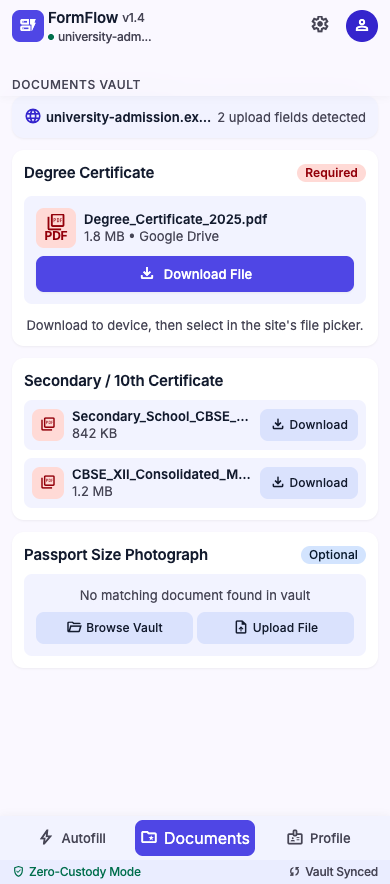 FormFlow v1.4
university-adm...
DOCUMENTS VAULT
university-admission.ex... 2 upload fields detected
Degree Certificate Required
PDF
PDF
Degree_Certificate_2025.pdf
1.8 MB • Google Drive
Download File
Download to device, then select in the site's file picker.
Secondary / 10th Certificate
PDF
Secondary_School_CBSE_...
842 KB
Download
PDF
CBSE_XII_Consolidated_M...
1.2 MB
Download
Passport Size Photograph Optional
No matching document found in vault
Browse Vault Upload File
Autofill Documents Profile
Zero-Custody Mode Vault Synced